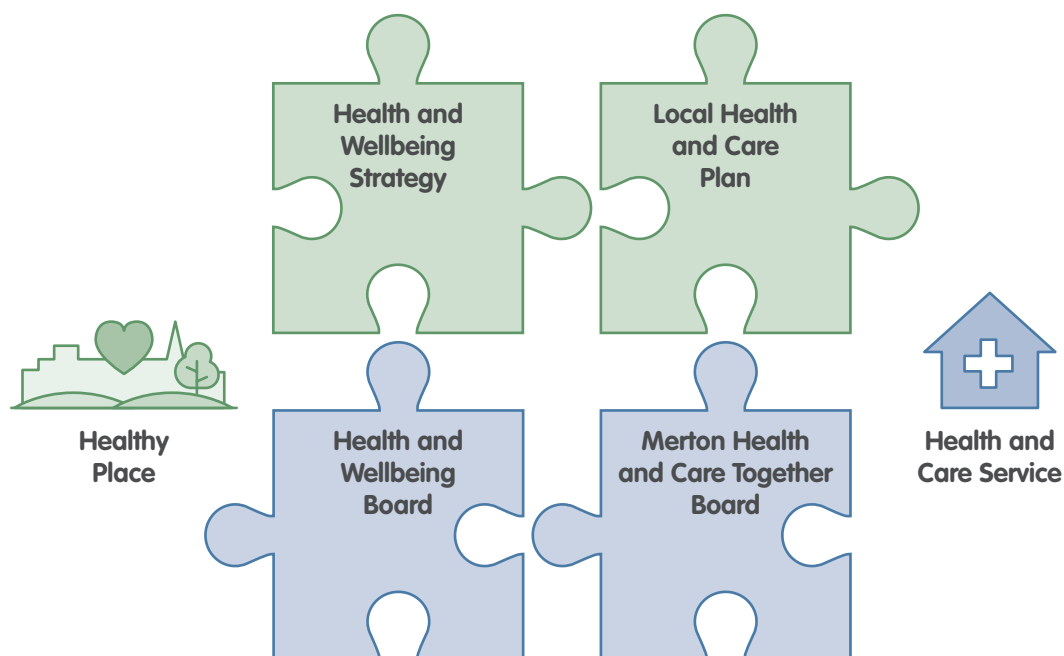 Health and
Wellbeing
Strategy
Local Health
and Care
Plan
Healthy
Place
Health and
Wellbeing
Board
Merton Health
and Care Together
Board
Health and
Care Service